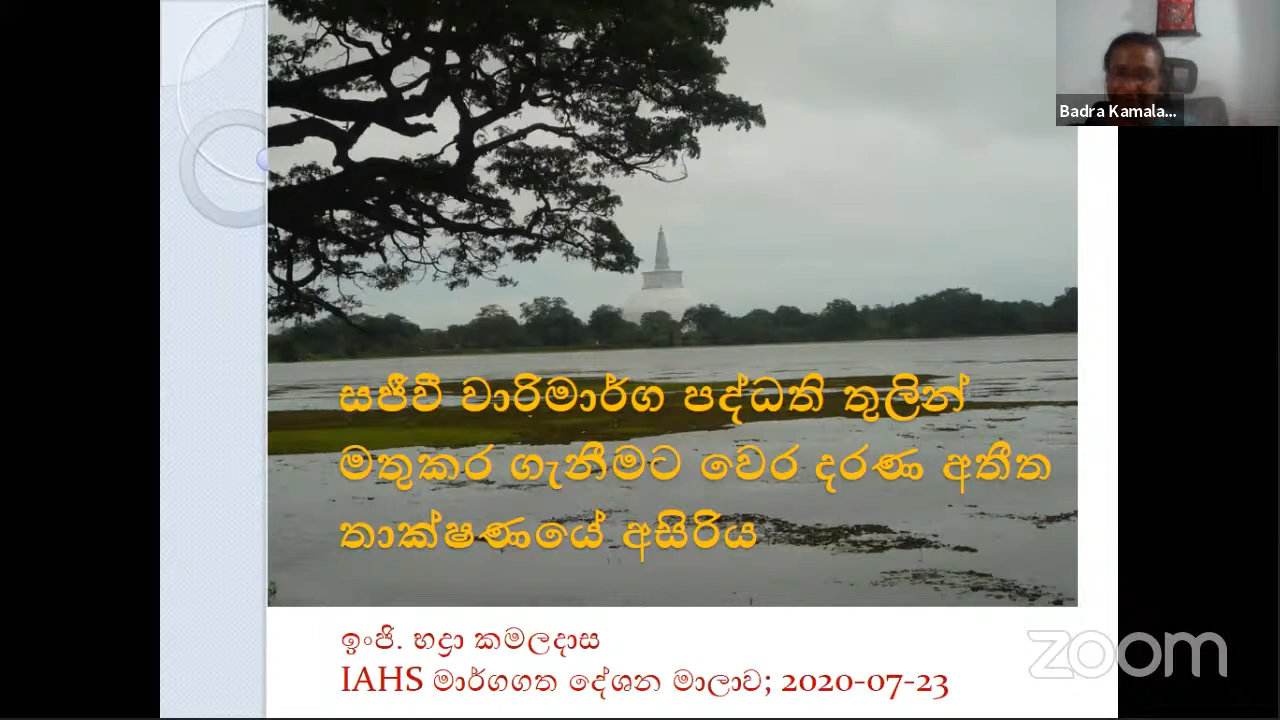 Badra Kamala...
සජීවී වාරිමාර්ග පද්ධති තුලින්
මතුකර ගැනීමට වෙර දරණ අතීත
තාක්ෂණයේ අසිරිය
ඉංජි. භද්‍රා කමලදාස
IAHS මාර්ගගත දේශන මාලාව; 2020-07-23
zoom